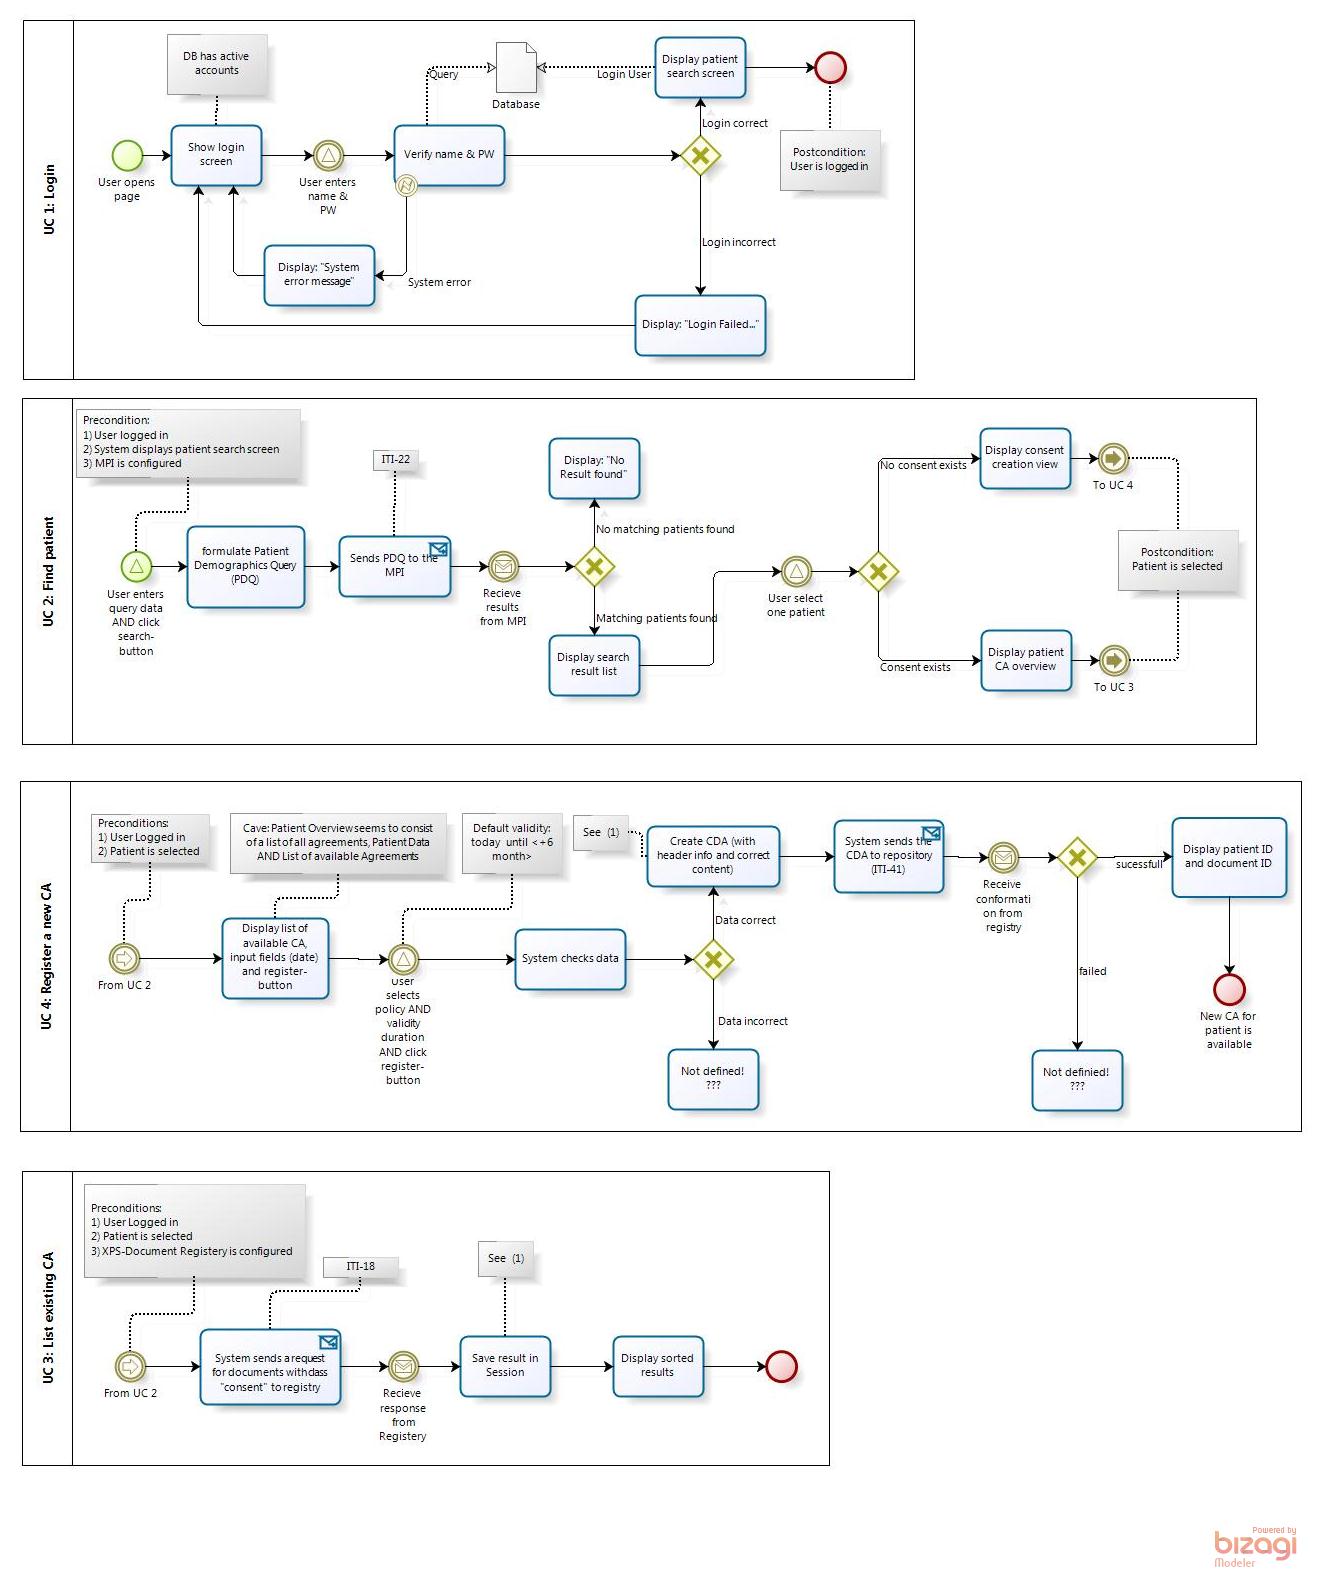 UC 1: Login
DB has active
accounts
User opens
page
Show login
screen
User enters
name &
PW
Verify name & PW
Query
Database
Login User
Display patient
search screen
Login correct
Postcondition:
User is logged in
Login incorrect
Display: "System
error message"
System error
Display: "Login Failed..."
UC 2: Find patient
Precondition:
1) User logged in
2) System displays patient search screen
3) MPI is configured
User enters
query data
AND click
search-
button
formulate Patient
Demographics Query
(PDQ)
ITI-22
Sends PDQ to the
MPI
Recieve
results
from MPI
Display: "No
Result found"
No matching patients found
Matching patients found
Display search
result list
User select
one patient
No consent exists
Display consent
creation view
To UC 4
Postcondition:
Patient is selected
Consent exists
Display patient
CA overview
To UC 3
UC 4: Register a new CA
Preconditions:
1) User Logged in
2) Patient is selected
From UC 2
Cave: Patient Overview seems to consist
of a list of all agreements, Patient Data
AND List of available Agreements
Display list of
available CA,
input fields (date)
and register-
button
Default validity:
today until <+6
month>
User
selects
policy AND
validity
duration
AND click
register-
button
System checks data
See (1)
Create CDA (with
header info and correct
content)
Data correct
Data incorrect
Not defined!
???
System sends the
CDA to repository
(ITI-41)
Receive
conformati
on from
registry
sucessfull
failed
Not definied!
???
Display patient ID
and document ID
New CA for
patient is
available
UC 3: List existing CA
Preconditions:
1) User Logged in
2) Patient is selected
3) XPS-Document Registery is configured
From UC 2
ITI-18
System sends a request
for documents with dass
"consent" to registry
Recieve
response
from
Registery
See (1)
Save result in
Session
Display sorted
results
Powered by
bizagi
Modeler